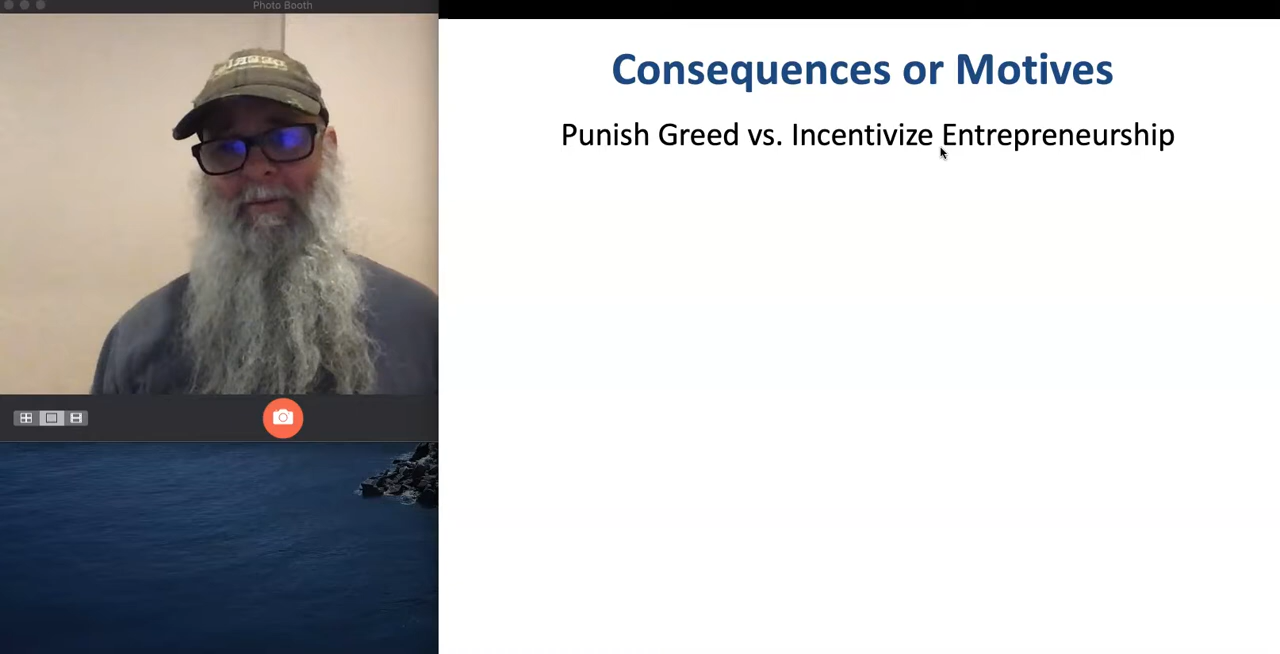 Photo Booth
Consequences or Motives
Punish Greed vs. Incentivize Entrepreneurship